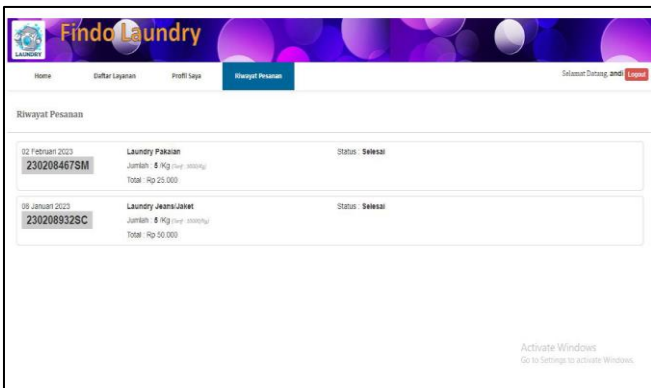 Findo Laundry
LAUNDRY
Home Daftar Layanan Profil Saya Riwayat Pesanan Selamat Datang, andi Logout
Riwayat Pesanan
02 Februari 2023 Laundry Pakaian Status : Selesai
230208467SM Jumlah : 5 /Kg
Total : Rp 25.000
08 Januari 2023 Laundry Jeans/Jaket Status : Selesai
230208932SC Jumlah : 5 /Kg
Total : Rp 50.000
Activate Windows
Go to Settings to activate Windows.